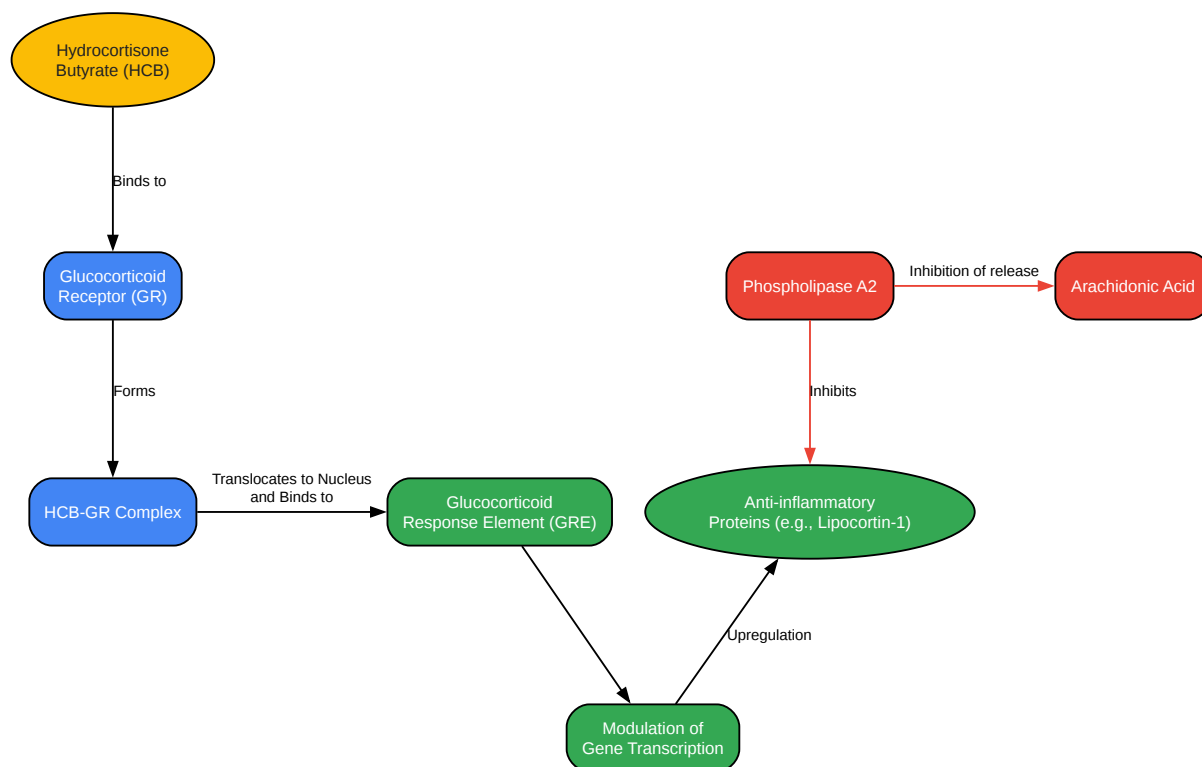 Hydrocortisone
Butyrate (HCB)
Binds to
Glucocorticoid
Receptor (GR)
Phospholipase A2
Inhibition of release
Arachidonic Acid
Forms
Inhibits
HCB-GR Complex
Translocates to Nucleus
and Binds to
Glucocorticoid
Response Element (GRE)
Anti-inflammatory
Proteins (e.g., Lipocortin-1)
Upregulation
Modulation of
Gene Transcription